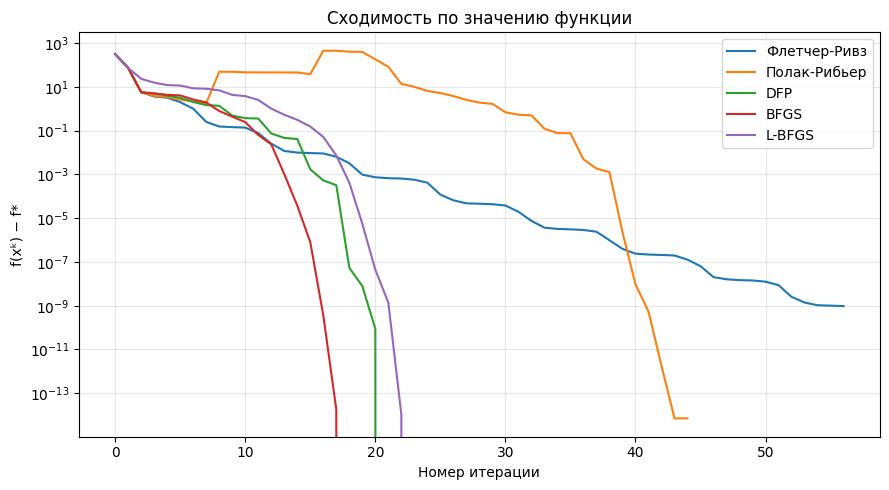 Сходимость по значению функции
f(xᵏ) − f*
10³
10¹
10⁻¹
10⁻³
10⁻⁵
10⁻⁷
10⁻⁹
10⁻¹¹
10⁻¹³
Флетчер-Ривз
Полак-Рибьер
DFP
BFGS
L-BFGS
0 10 20 30 40 50
Номер итерации